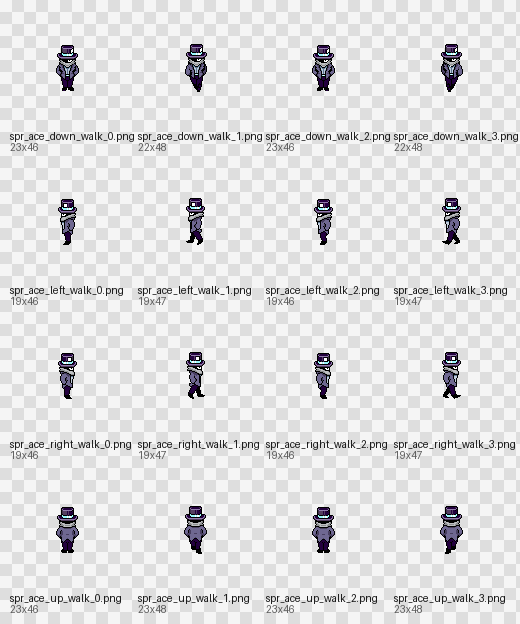 spr_ace_down_walk_0.png spr_ace_down_walk_1.png spr_ace_down_walk_2.png spr_ace_down_walk_3.png
23x46 22x48 23x46 22x48
spr_ace_left_walk_0.png spr_ace_left_walk_1.png spr_ace_left_walk_2.png spr_ace_left_walk_3.png
19x46 19x47 19x46 19x47
spr_ace_right_walk_0.png spr_ace_right_walk_1.png spr_ace_right_walk_2.png spr_ace_right_walk_3.png
19x46 19x47 19x46 19x47
spr_ace_up_walk_0.png spr_ace_up_walk_1.png spr_ace_up_walk_2.png spr_ace_up_walk_3.png
23x46 23x48 23x46 23x48